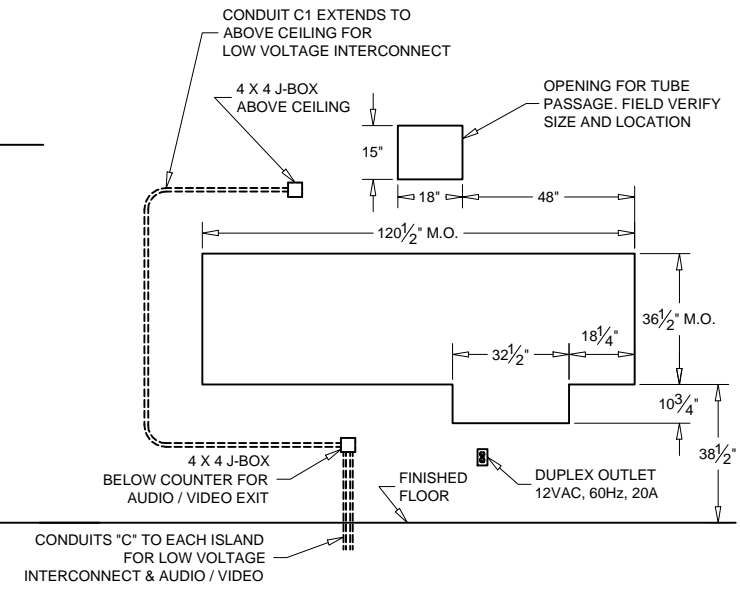 CONDUIT C1 EXTENDS TO
ABOVE CEILING FOR
LOW VOLTAGE INTERCONNECT
4 X 4 J-BOX
ABOVE CEILING
OPENING FOR TUBE
PASSAGE. FIELD VERIFY
SIZE AND LOCATION
15"
18"
48"
120½" M.O.
36½" M.O.
18¼"
32½"
10¾"
38½"
4 X 4 J-BOX
BELOW COUNTER FOR
AUDIO / VIDEO EXIT
FINISHED
FLOOR
DUPLEX OUTLET
12VAC, 60Hz, 20A
CONDUITS "C" TO EACH ISLAND
FOR LOW VOLTAGE
INTERCONNECT & AUDIO / VIDEO